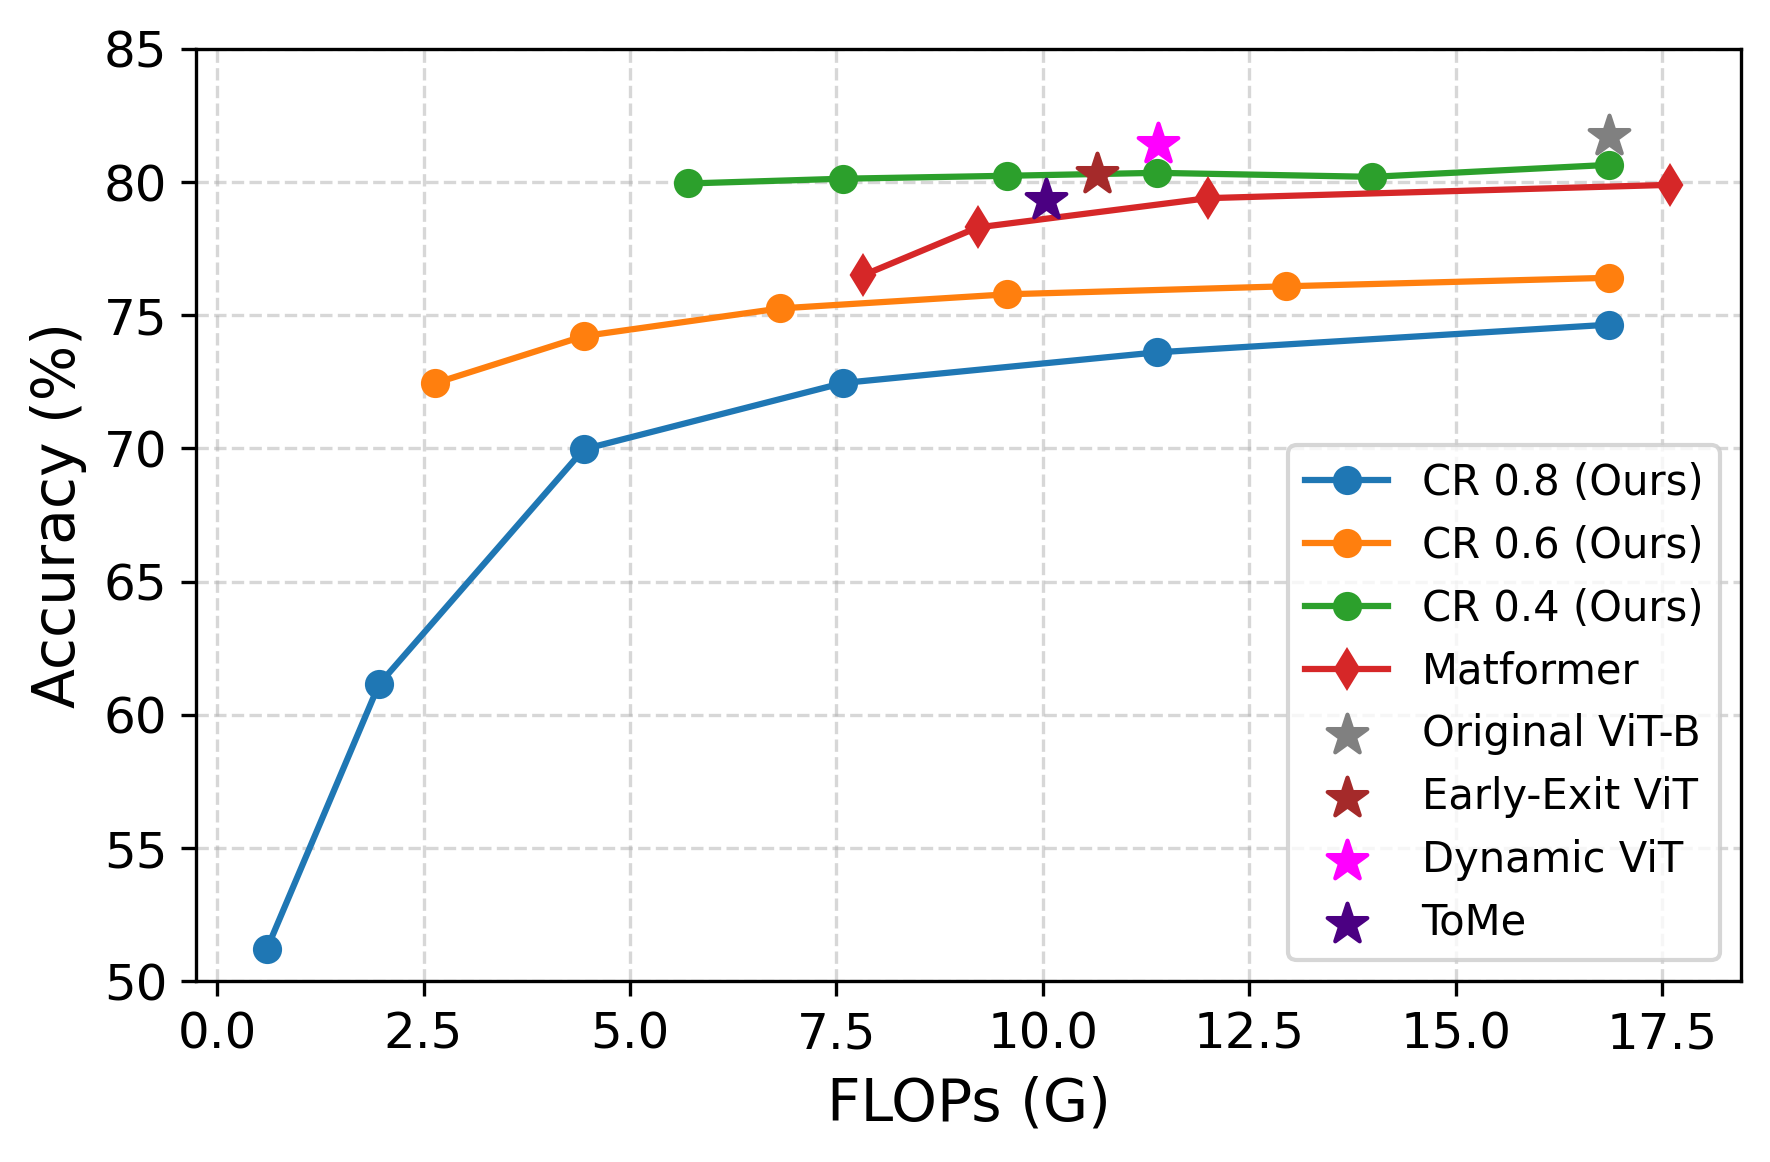 85
80
75
70
65
60
55
50
Accuracy (%)
0.0 2.5 5.0 7.5 10.0 12.5 15.0 17.5
FLOPs (G)
CR 0.8 (Ours)
CR 0.6 (Ours)
CR 0.4 (Ours)
Matformer
Original ViT-B
Early-Exit ViT
Dynamic ViT
ToMe